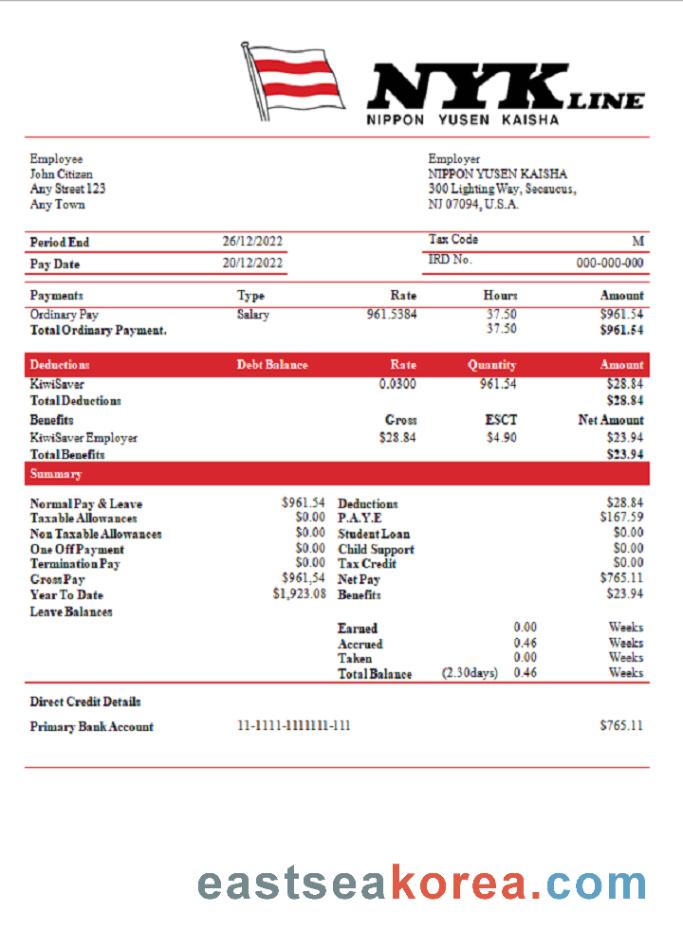 NYK LINE
NIPPON YUSEN KAISHA
Employee
John Citizen
Any Street 123
Any Town
Employer
NIPPON YUSEN KAISHA
300 Lighting Way, Secaucus,
NJ 07094, U.S.A.
Period End 26/12/2022
Pay Date 20/12/2022
Tax Code M
IRD No. 000-000-000
Payments Type Rate Hours Amount
Ordinary Pay Salary 961.5384 37.50 $961.54
Total Ordinary Payment. 37.50 $961.54
Deductions Debt Balance Rate Quantity Amount
KiwiSaver 0.0300 961.54 $28.84
Total Deductions $28.84
Benefits Gross ESCT Net Amount
KiwiSaver Employer $28.84 $4.90 $23.94
Total Benefits $23.94
Summary
Normal Pay & Leave $961.54 Deductions $28.84
Taxable Allowances $0.00 P.A.Y.E $167.59
Non Taxable Allowances $0.00 Student Loan $0.00
One Off Payment $0.00 Child Support $0.00
Termination Pay $0.00 Tax Credit $0.00
Gross Pay $961,54 Net Pay $765.11
Year To Date $1,923.08 Benefits $23.94
Leave Balances
Earned 0.00 Weeks
Accrued 0.46 Weeks
Taken 0.00 Weeks
Total Balance (2.30days) 0.46 Weeks
Direct Credit Details
Primary Bank Account 11-1111-1111111-111 $765.11
eastseakorea.com